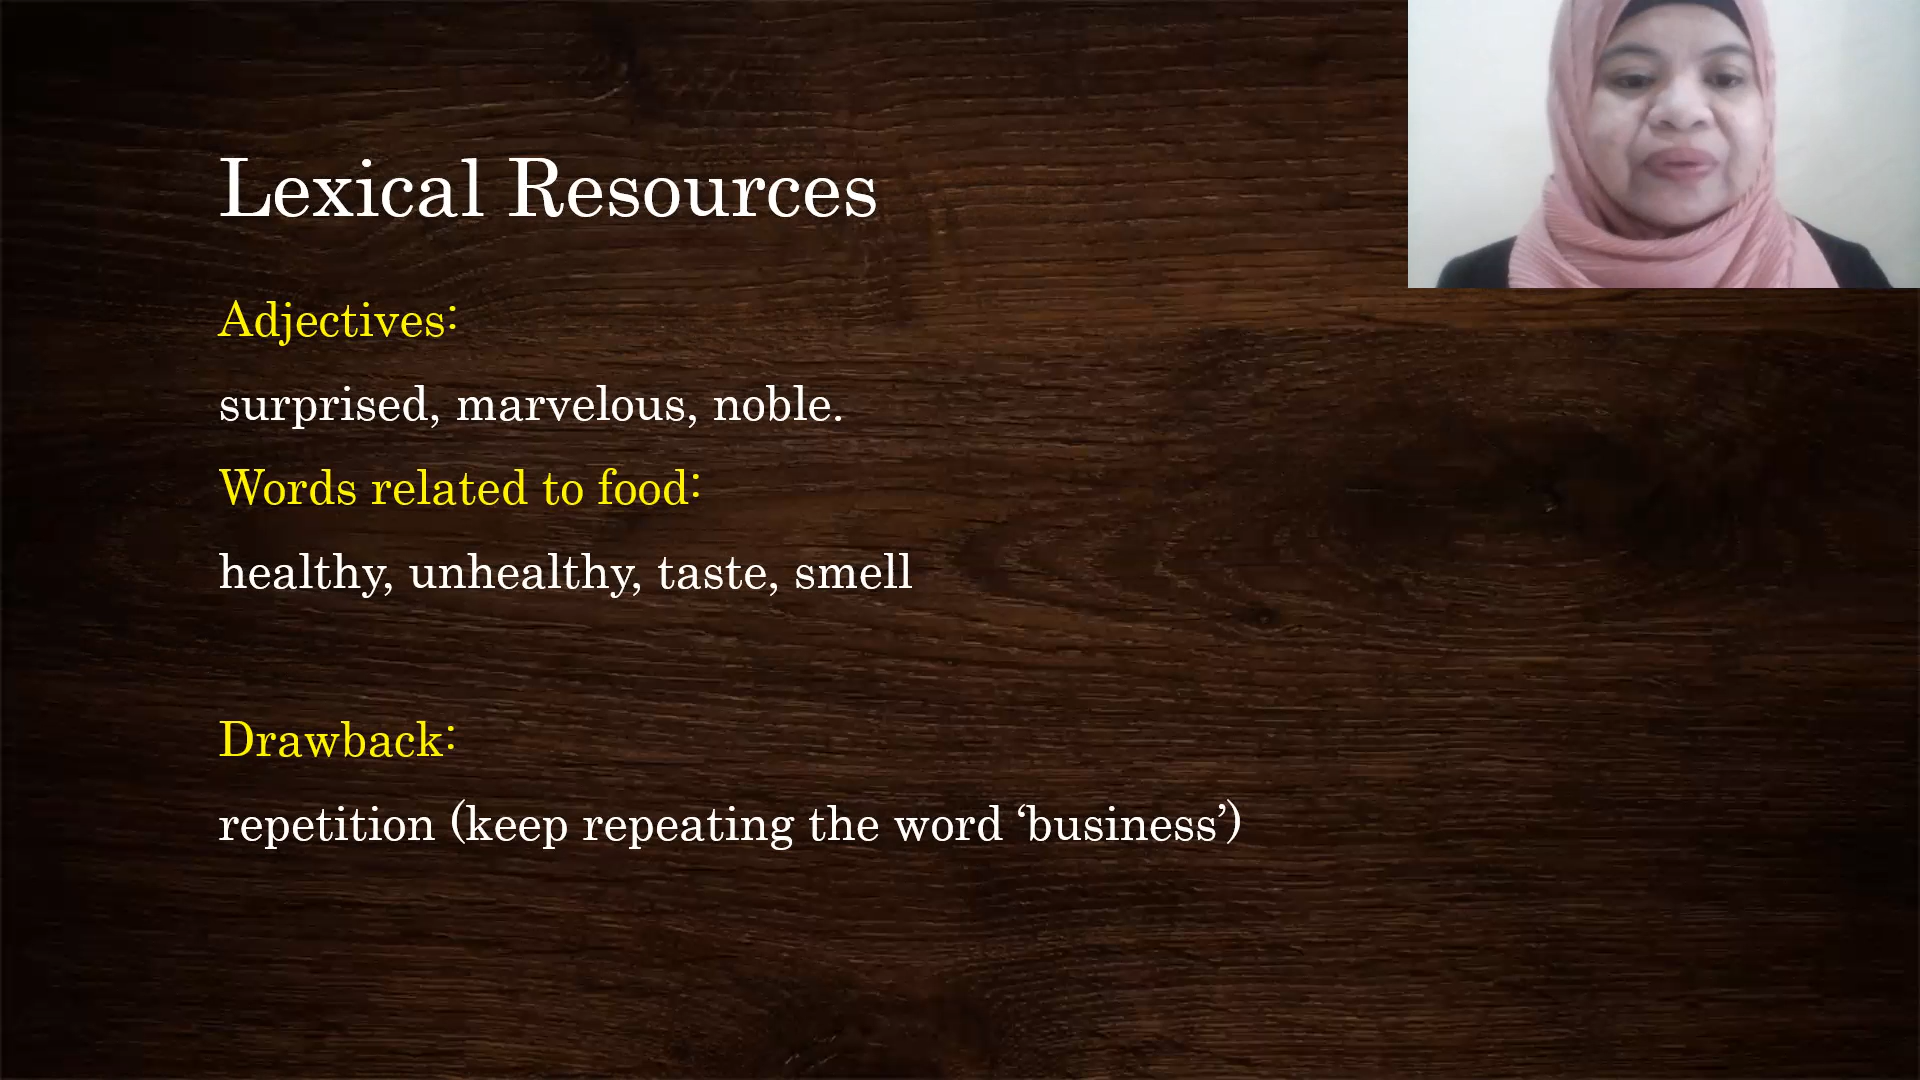 Lexical Resources
Adjectives:
surprised, marvelous, noble.
Words related to food:
healthy, unhealthy, taste, smell
Drawback:
repetition (keep repeating the word ‘business’)